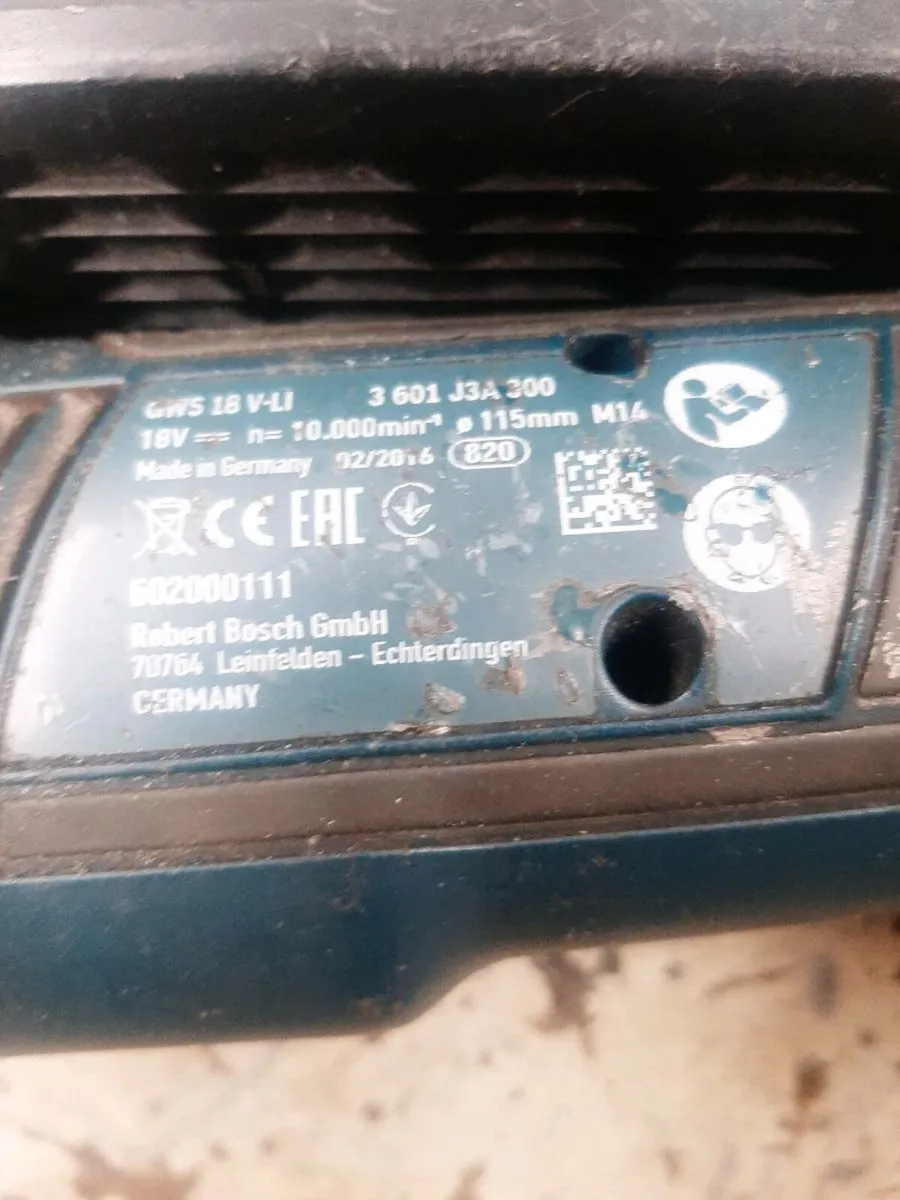 GWS 18 V-LI 3 601 J3A 300
18V n= 10.000min⁻¹ ø 115mm M14
Made in Germany 02/2016 820
CE EAC
602000111
Robert Bosch GmbH
70764 Leinfelden – Echterdingen
GERMANY